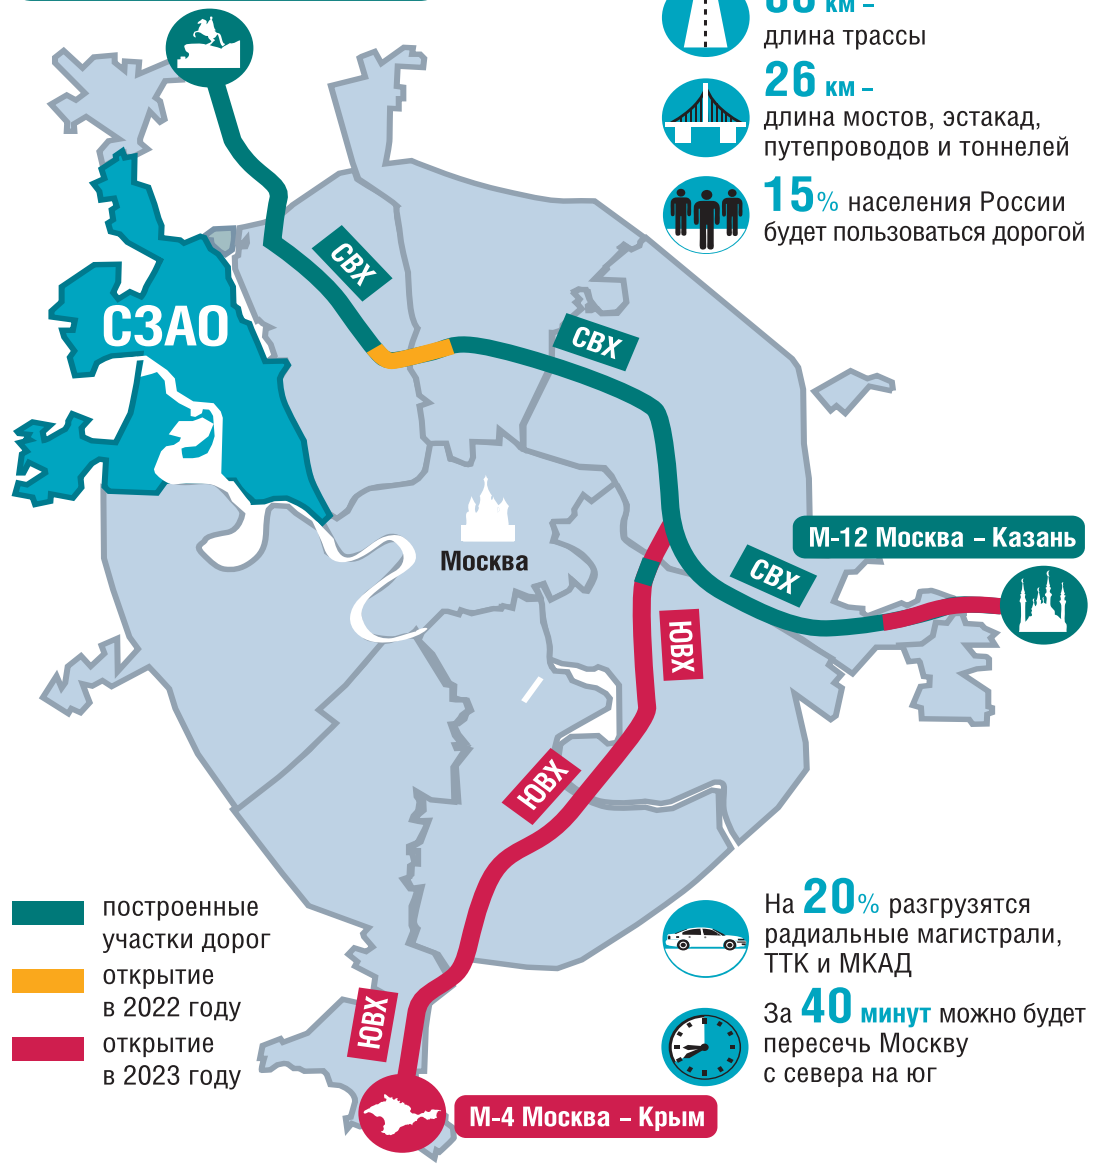 км –
длина трассы
26 км –
длина мостов, эстакад,
путепроводов и тоннелей
15% населения России
будет пользоваться дорогой
СВХ
СЗАО
СВХ
М-12 Москва – Казань
Москва
СВХ
ЮВХ
ЮВХ
ЮВХ
М-4 Москва – Крым
построенные
участки дорог
открытие
в 2022 году
открытие
в 2023 году
На 20% разгрузятся
радиальные магистрали,
ТТК и МКАД
За 40 минут можно будет
пересечь Москву
с севера на юг